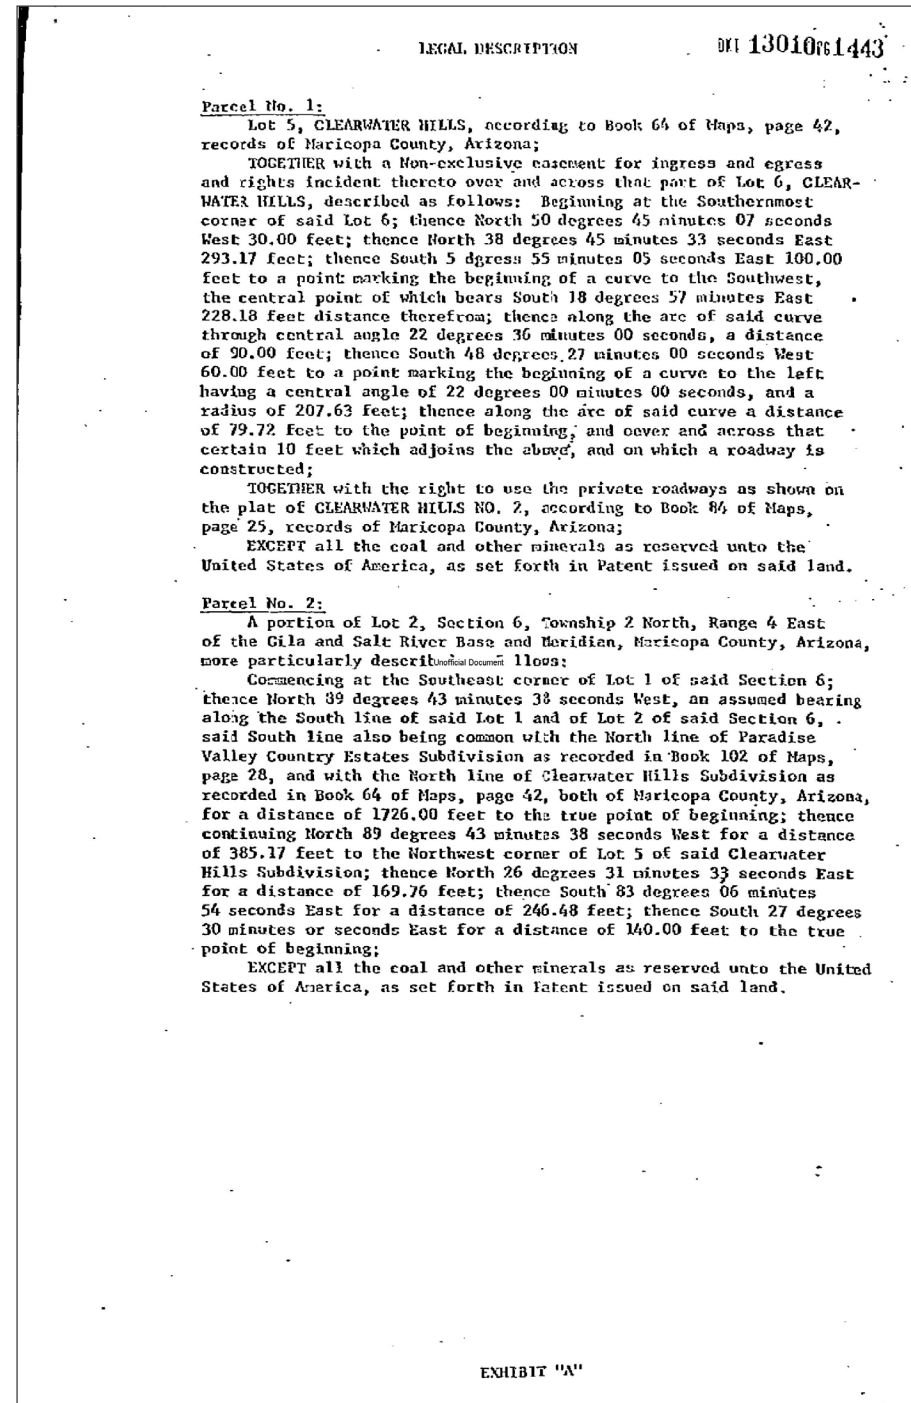 LEGAL DESCRIPTION
DKT 13010PG1443
Parcel No. 1:
Lot 5, CLEARWATER HILLS, according to Book 64 of Maps, page 42,
records of Maricopa County, Arizona;
TOGETHER with a Non-exclusive easement for ingress and egress
and rights incident thereto over and across that part of Lot 6, CLEAR-
WATER HILLS, described as follows: Beginning at the Southernmost
corner of said Lot 6; thence North 50 degrees 45 minutes 07 seconds
West 30.00 feet; thence North 38 degrees 45 minutes 33 seconds East
293.17 feet; thence South 5 dgress 55 minutes 05 seconds East 100.00
feet to a point marking the beginning of a curve to the Southwest,
the central point of which bears South 18 degrees 57 minutes East
228.18 feet distance therefrom; thence along the arc of said curve
through central angle 22 degrees 36 minutes 00 seconds, a distance
of 90.00 feet; thence South 48 degrees 27 minutes 00 seconds West
60.00 feet to a point marking the beginning of a curve to the left
having a central angle of 22 degrees 00 minutes 00 seconds, and a
radius of 207.63 feet; thence along the arc of said curve a distance
of 79.72 feet to the point of beginning, and oever and across that
certain 10 feet which adjoins the above, and on which a roadway is
constructed;
TOGETHER with the right to use the private roadways as shown on
the plat of CLEARWATER HILLS NO. 2, according to Book 84 of Maps,
page 25, records of Maricopa County, Arizona;
EXCEPT all the coal and other minerals as reserved unto the
United States of America, as set forth in Patent issued on said land.
Parcel No. 2:
A portion of Lot 2, Section 6, Township 2 North, Range 4 East
of the Gila and Salt River Base and Meridian, Maricopa County, Arizona,
more particularly descrit Unofficial Document llows:
Commencing at the Southeast corner of Lot 1 of said Section 6;
thence North 89 degrees 43 minutes 38 seconds West, an assumed bearing
along the South line of said Lot 1 and of Lot 2 of said Section 6,
said South line also being common with the North line of Paradise
Valley Country Estates Subdivision as recorded in Book 102 of Maps,
page 28, and with the North line of Clearwater Hills Subdivision as
recorded in Book 64 of Maps, page 42, both of Maricopa County, Arizona,
for a distance of 1726.00 feet to the true point of beginning; thence
continuing North 89 degrees 43 minutes 38 seconds West for a distance
of 385.17 feet to the Northwest corner of Lot 5 of said Clearwater
Hills Subdivision; thence North 26 degrees 31 minutes 33 seconds East
for a distance of 169.76 feet; thence South 83 degrees 06 minutes
54 seconds East for a distance of 246.48 feet; thence South 27 degrees
30 minutes or seconds East for a distance of 140.00 feet to the true
point of beginning;
EXCEPT all the coal and other minerals as reserved unto the United
States of America, as set forth in Patent issued on said land.
EXHIBIT "A"